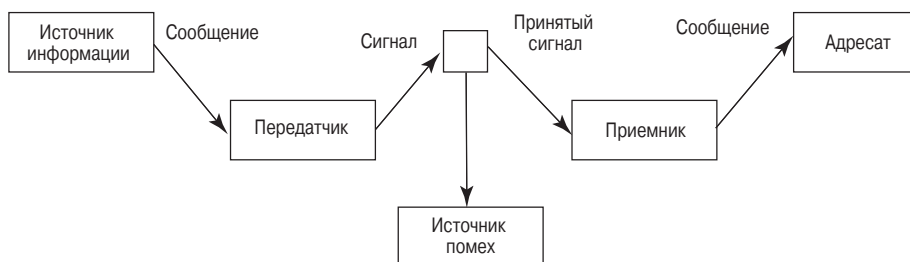 Источник
информации
Сообщение
Передатчик
Сигнал
Принятый
сигнал
Приемник
Сообщение
Адресат
Источник
помех